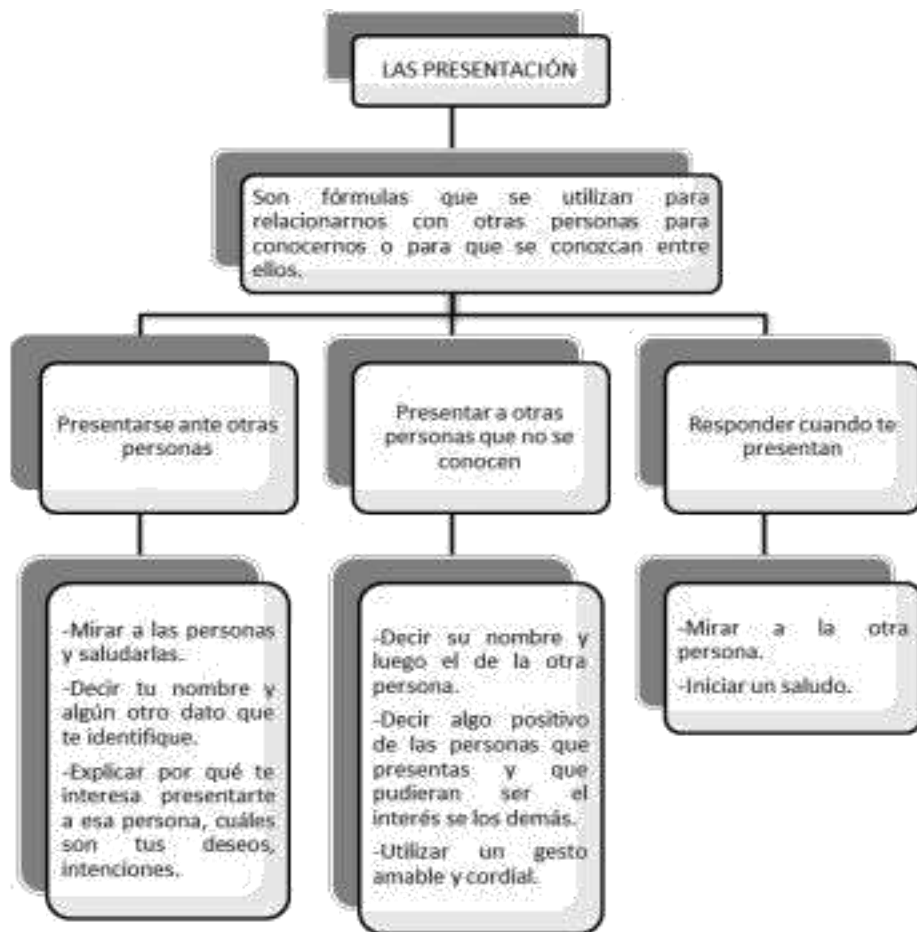 LAS PRESENTACIÓN
Son fórmulas que se utilizan para
relacionarnos con otras personas para
conocernos o para que se conozcan entre
ellos.
Presentarse ante otras
personas
Presentar a otras
personas que no se
conocen
Responder cuando te
presentan
-Mirar a las personas
y saludarlas.
-Decir tu nombre y
algún otro dato que
te identifique.
-Explicar por qué te
interesa presentarte
a esa persona, cuáles
son tus deseos,
intenciones.
-Decir su nombre y
luego el de la otra
persona.
-Decir algo positivo
de las personas que
presentas y que
pudieran ser el
interés se los demás.
-Utilizar un gesto
amable y cordial.
-Mirar a la otra
persona.
-Iniciar un saludo.